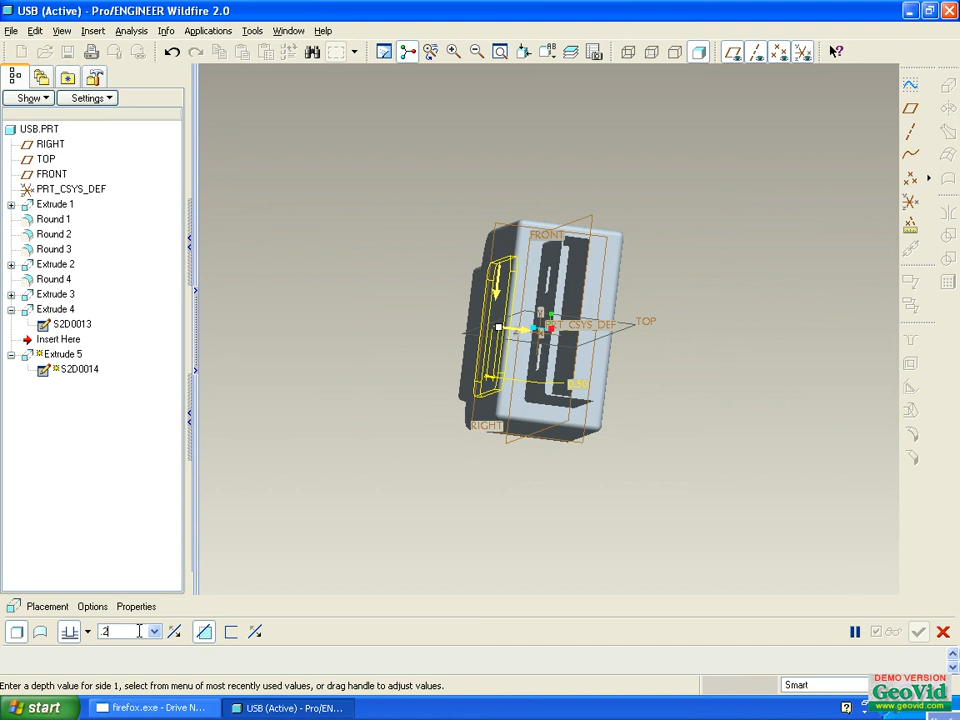 USB (Active) - Pro/ENGINEER Wildfire 2.0
File Edit View Insert Analysis Info Applications Tools Window Help
Show Settings
USB.PRT
RIGHT
TOP
FRONT
PRT_CSYS_DEF
Extrude 1
Round 1
Round 2
Round 3
Extrude 2
Round 4
Extrude 3
Extrude 4
S2D0013
Insert Here
Extrude 5
S2D0014
FRONT
PRT_CSYS_DEF
TOP
RIGHT
Placement Options Properties
.2
Enter a depth value for side 1, select from menu of most recently used values, or drag handle to adjust values.
Smart
DEMO VERSION
GeoVid
www.geovid.com
start
firefox.exe - Drive N...
USB (Active) - Pro/EN...